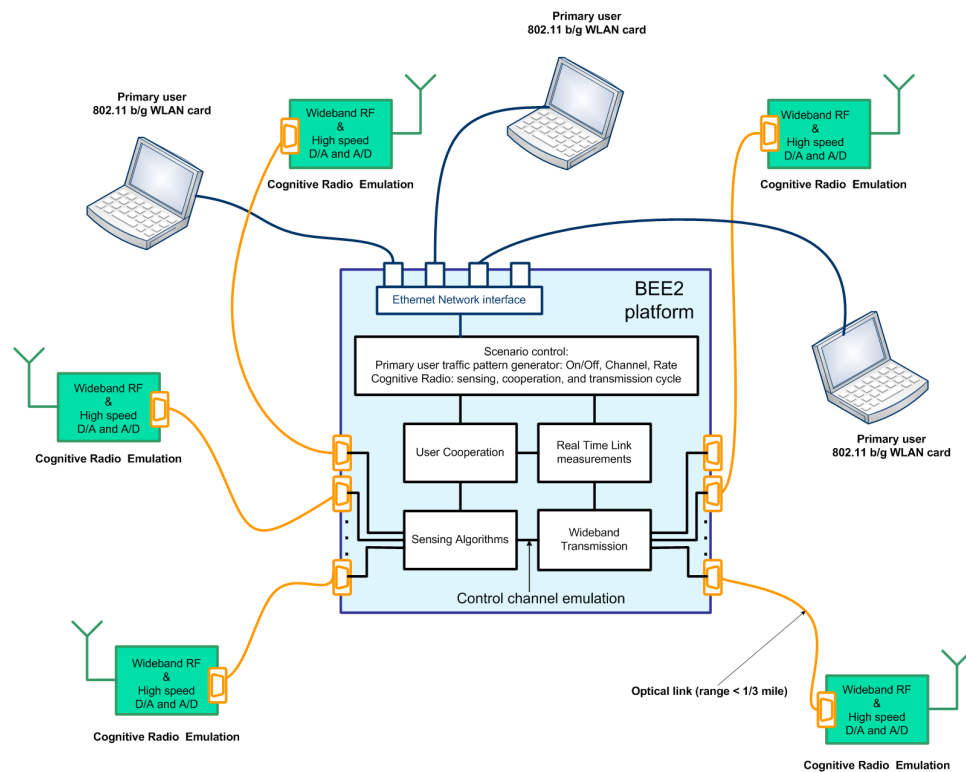 Primary user
802.11 b/g WLAN card
Primary user
802.11 b/g WLAN card
Wideband RF
&
High speed
D/A and A/D
Cognitive Radio  Emulation
Wideband RF
&
High speed
D/A and A/D
Cognitive Radio  Emulation
BEE2
platform
Ethernet Network interface
Scenario control:
Primary user traffic pattern generator: On/Off, Channel, Rate
Cognitive Radio: sensing, cooperation, and transmission cycle
Wideband RF
&
High speed
D/A and A/D
Cognitive Radio  Emulation
User Cooperation
Real Time Link
measurements
Primary user
802.11 b/g WLAN card
Sensing Algorithms
Wideband
Transmission
Control channel emulation
Wideband RF
&
High speed
D/A and A/D
Cognitive Radio  Emulation
Optical link (range < 1/3 mile)
Wideband RF
&
High speed
D/A and A/D
Cognitive Radio  Emulation